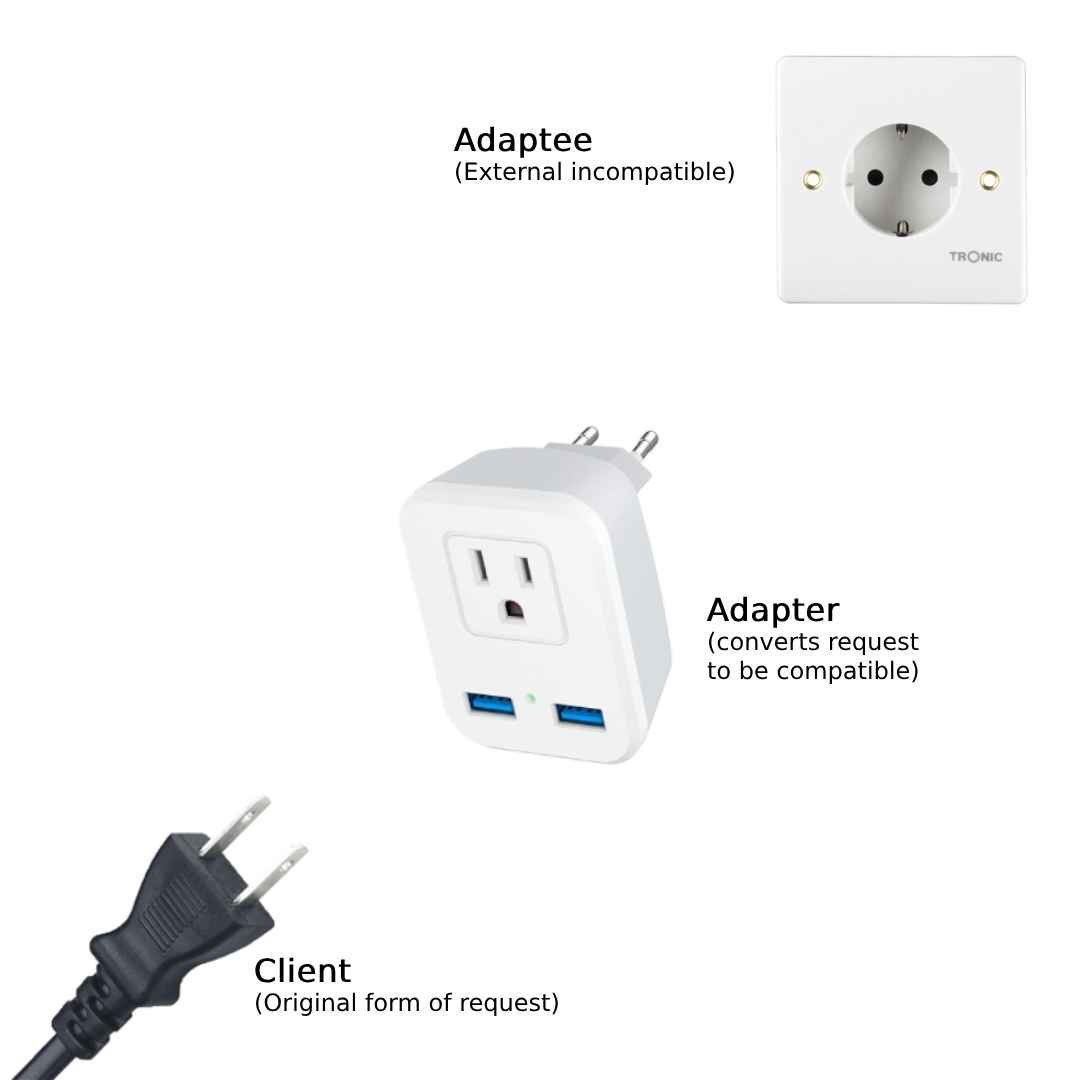 Adaptee
(External incompatible)
TRONIC
Adapter
(converts request
to be compatible)
Client
(Original form of request)